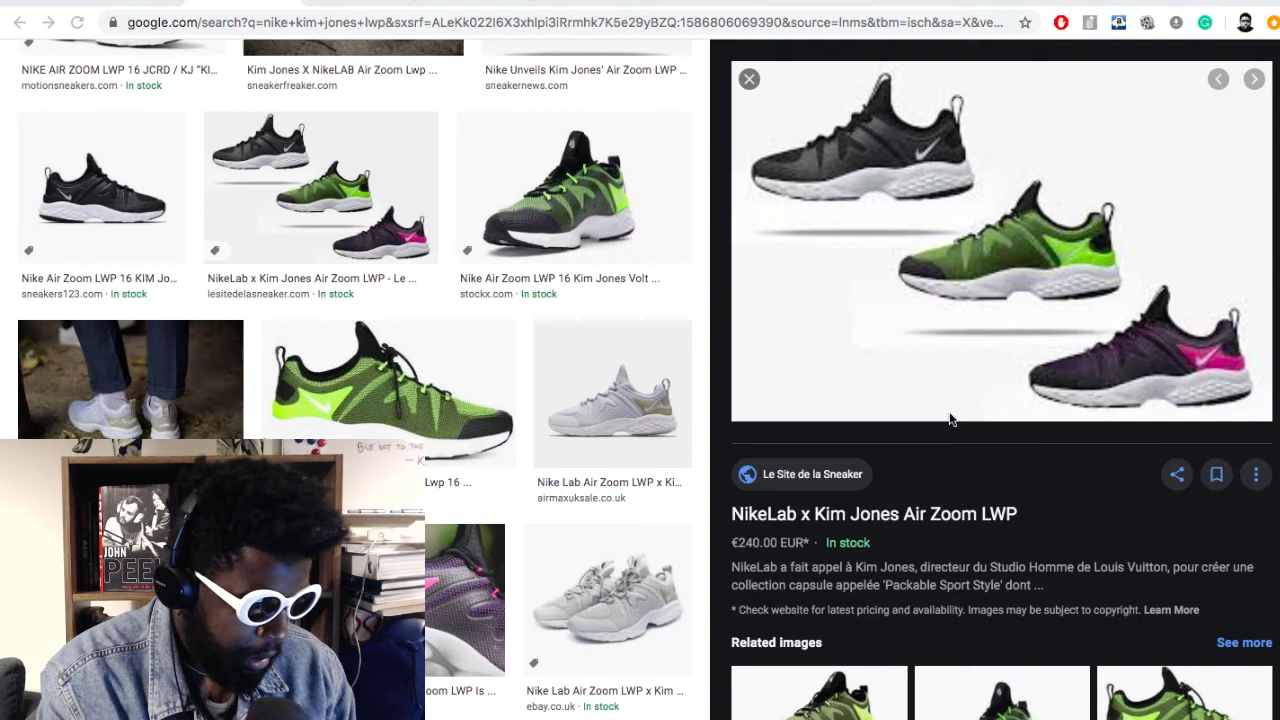 google.com/search?q=nike+kim+jones+lwp&sxsrf=ALeKk022I6X3xhlpi3iRrmhk7K5e29yBZQ:1586806069390&source=lnms&tbm=isch&sa=X&ve...
NIKE AIR ZOOM LWP 16 JCRD / KJ "KI...
motionsneakers.com · In stock
Kim Jones X NikeLAB Air Zoom Lwp ...
sneakerfreaker.com
Nike Unveils Kim Jones' Air Zoom LWP ...
sneakernews.com
Nike Air Zoom LWP 16 KIM Jo...
sneakers123.com · In stock
NikeLab x Kim Jones Air Zoom LWP - Le ...
lesitedelasneaker.com · In stock
Nike Air Zoom LWP 16 Kim Jones Volt ...
stockx.com · In stock
Lwp 16 ...
Nike Lab Air Zoom LWP x Ki...
airmaxuksale.co.uk
oom LWP Is ...
Nike Lab Air Zoom LWP x Kim ...
ebay.co.uk · In stock
BUT NOT TO THE
— K
JOHN
PEEL
Le Site de la Sneaker
NikeLab x Kim Jones Air Zoom LWP
€240.00 EUR* · In stock
NikeLab a fait appel à Kim Jones, directeur du Studio Homme de Louis Vuitton, pour créer une
collection capsule appelée 'Packable Sport Style' dont ...
* Check website for latest pricing and availability. Images may be subject to copyright. Learn More
Related images
See more